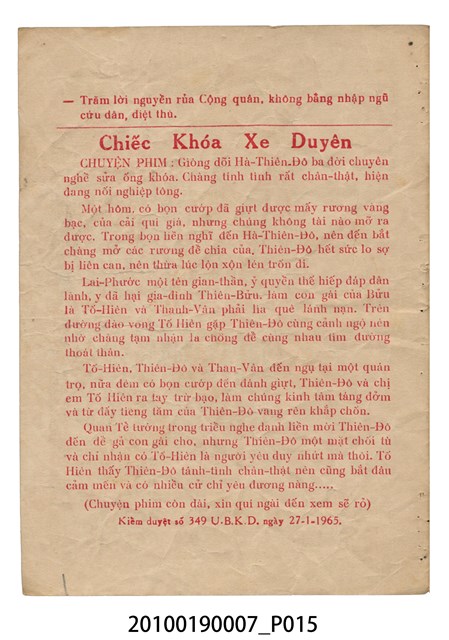 — Trăm lời nguyền rủa Cộng quân, không bằng nhập ngũ
cứu dân, diệt thù.
Chiếc Khóa Xe Duyên
CHUYỆN PHIM : Giòng dõi Hà-Thiên-Đô ba đời chuyên
nghề sửa ống khóa. Chàng tính tình rất chân-thật, hiện
đang nối nghiệp tông.
Một hôm, có bọn cướp đã giựt được mấy rương vàng
bạc, của cải quí giá, nhưng chúng không tài nào mở ra
được. Trong bọn liền nghĩ đến Hà-Thiên-Đô, nên đến bắt
chàng mở các rương để chia của, Thiên-Đô hết sức lo sợ
bị liên can, nên thừa lúc lộn xộn lén trốn đi.
Lai-Phước một tên gian-thần, ỷ quyền thế hiếp đáp dân
lành, y đã hại gia-đình Thiên-Bửu, làm con gái của Bửu
là Tố-Hiên và Thanh-Vân phải ha quê lánh nạn. Trên
đường đào vong Tố Hiên gặp Thiên-Đô cùng cảnh ngộ nên
nhờ chàng tạm nhận là chồng để cùng nhau tìm đường
thoát thân.
Tố-Hiên, Thiên-Đô và Than-Vân đến ngụ tại một quán
trọ, nửa đêm có bọn cướp đến đánh giựt, Thiên-Đô và chị
em Tố Hiên ra tay trừ bạo, làm chúng kinh tâm táng dởm
và từ đấy tiếng tăm của Thiên-Đô vang rền khắp chốn.
Quan Tể tướng trong triều nghe danh liền mời Thiên-Đô
đến để gả con gái cho, nhưng Thiên-Đô một mặt chối từ
và chỉ nhận có Tố-Hiên là người yêu duy nhứt mà thôi. Tố
Hiên thấy Thiên-Đô tánh-tình chân-thật nên cũng bắt đầu
cảm mến và có nhiều cử chỉ yêu đương nàng.....
(Chuyện phim còn dài, xin quí ngài đến xem sẽ rỏ)
Kiểm duyệt số 349 U.B.K.D. ngày 27-1-1965.
20100190007_P015